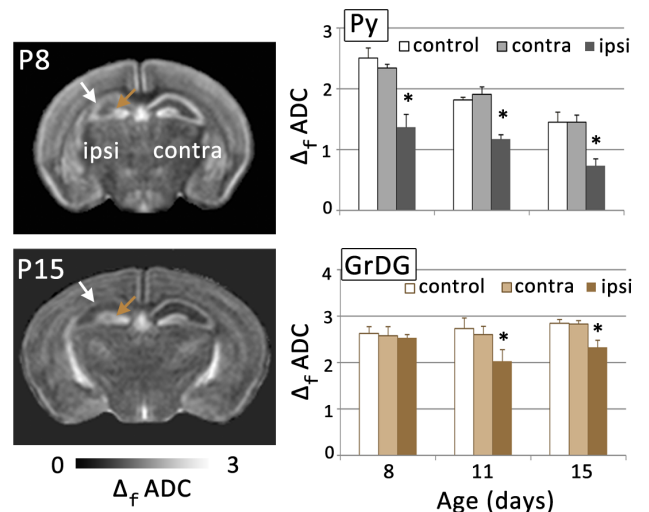 P8
ipsi
contra
P15
0
3
Δf ADC
Py
control
contra
ipsi
3
2
1
0
Δf ADC
*
*
*
GrDG
control
contra
ipsi
4
3
2
1
0
Δf ADC
*
*
8
11
15
Age (days)